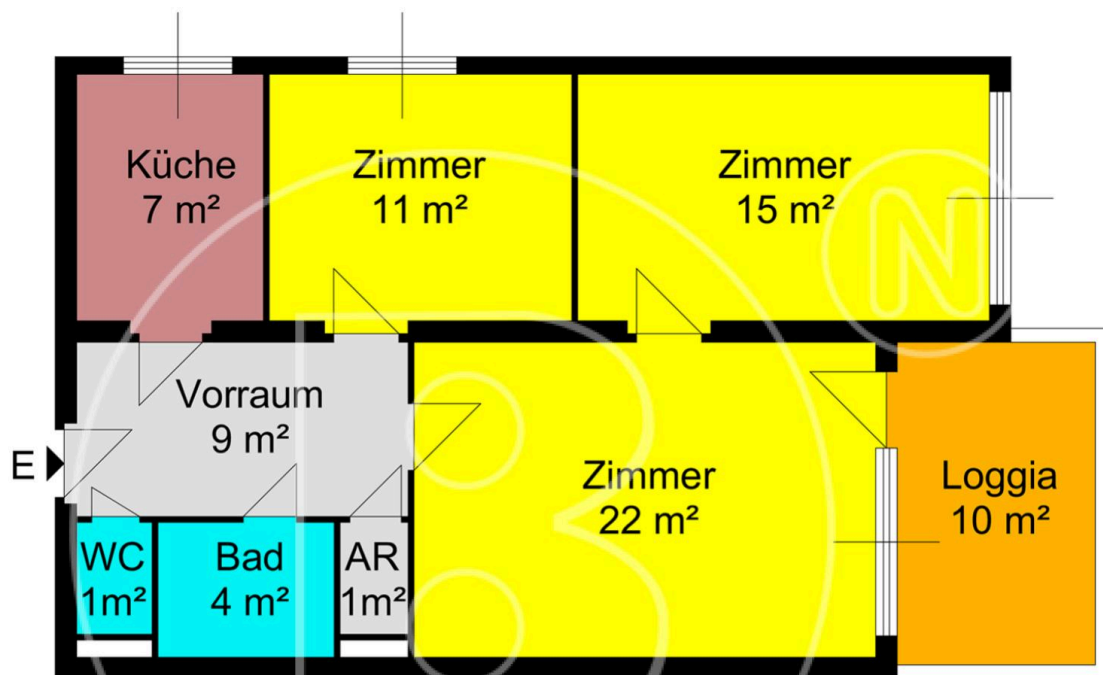 Küche
7 m²
Zimmer
11 m²
Zimmer
15 m²
Vorraum
9 m²
E
Zimmer
22 m²
Loggia
10 m²
WC
1m²
Bad
4 m²
AR
1m²
N
3